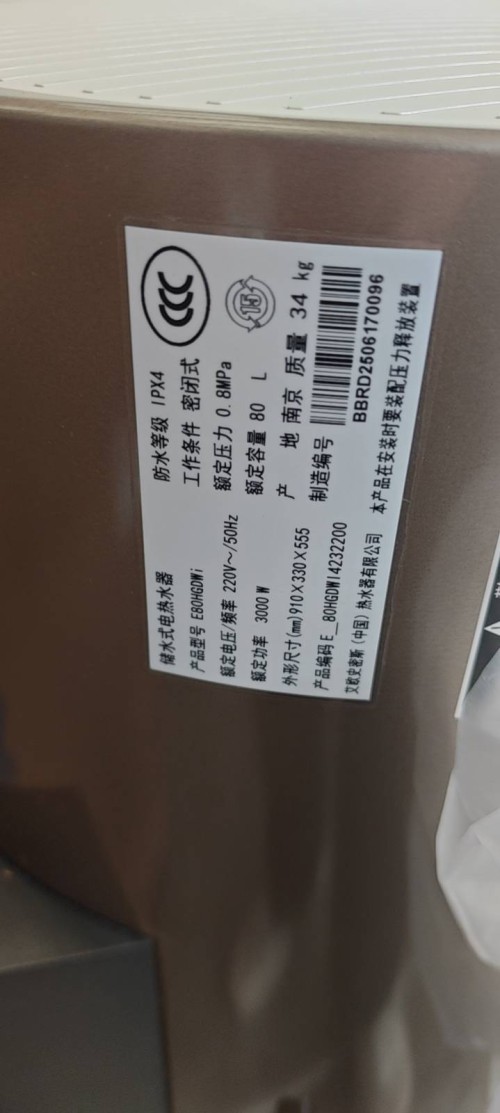 储水式电热水器
防水等级 IPX4
CCC
产品型号 E80HGDWi
工作条件 密闭式
15
额定电压/频率 220V～/50Hz
额定压力 0.8MPa
额定功率 3000 W
额定容量 80 L
外形尺寸(mm)910×330×555
产 地 南京 质量 34 kg
产品编码 E__80HGDWI4232200
制造编号
BBRD2506170096
艾欧史密斯（中国）热水器有限公司
本产品在安装时要装配压力释放装置